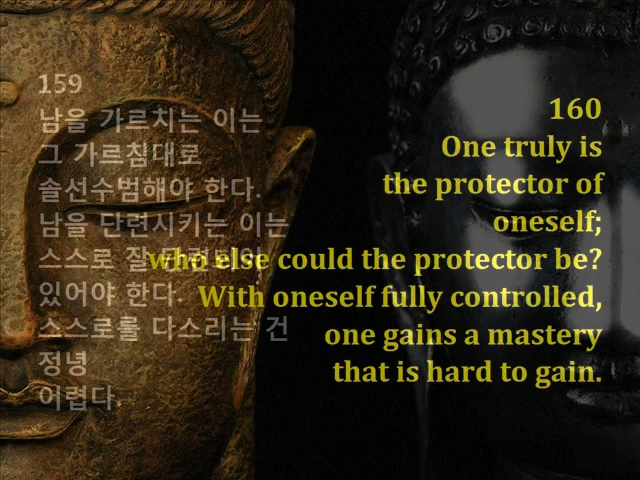 159
남을 가르치는 이는
그 가르침대로
솔선수범해야 한다.
남을 단련시키는 이는
스스로 잘
있어야 한다.
스스로를 다스리는 건
정녕
어렵다.
160
One truly is
the protector of
oneself;
who else could the protector be?
With oneself fully controlled,
one gains a mastery
that is hard to gain.